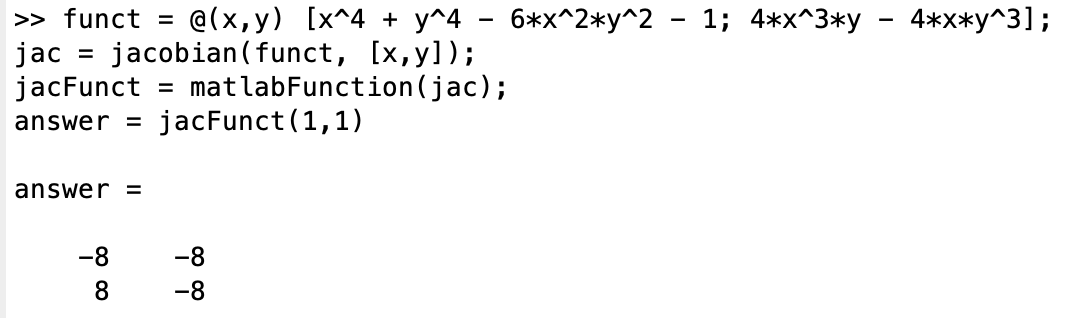 >> funct = @(x,y) [x^4 + y^4 - 6*x^2*y^2 - 1; 4*x^3*y - 4*x*y^3];
jac = jacobian(funct, [x,y]);
jacFunct = matlabFunction(jac);
answer = jacFunct(1,1)
answer =
-8 -8
8 -8